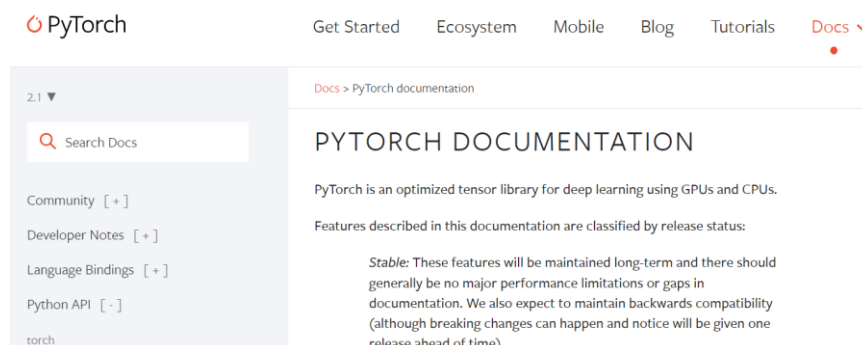 PyTorch
Get Started Ecosystem Mobile Blog Tutorials Docs
2.1
Docs > PyTorch documentation
Search Docs
PYTORCH DOCUMENTATION
PyTorch is an optimized tensor library for deep learning using GPUs and CPUs.
Community [ + ]
Features described in this documentation are classified by release status:
Developer Notes [ + ]
Language Bindings [ + ]
Python API [ - ]
torch
Stable: These features will be maintained long-term and there should
generally be no major performance limitations or gaps in
documentation. We also expect to maintain backwards compatibility
(although breaking changes can happen and notice will be given one
release ahead of time)